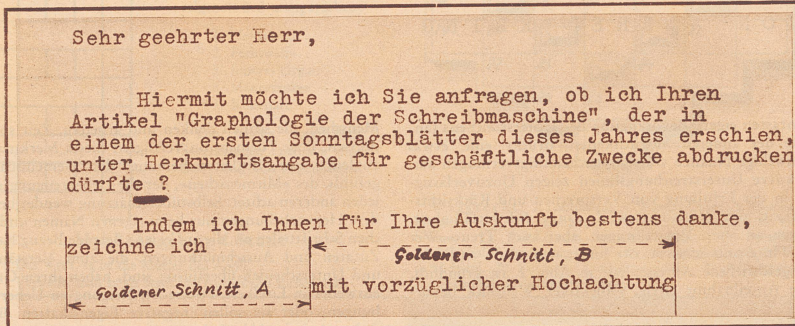 Sehr geehrter Herr,
Hiermit möchte ich Sie anfragen, ob ich Ihren
Artikel "Graphologie der Schreibmaschine", der in
einem der ersten Sonntagsblätter dieses Jahres erschien,
unter Herkunftsangabe für geschäftliche Zwecke abdrucken
dürfte ?
Indem ich Ihnen für Ihre Auskunft bestens danke,
zeichne ich
Goldener Schnitt, B
Goldener Schnitt, A
mit vorzüglicher Hochachtung